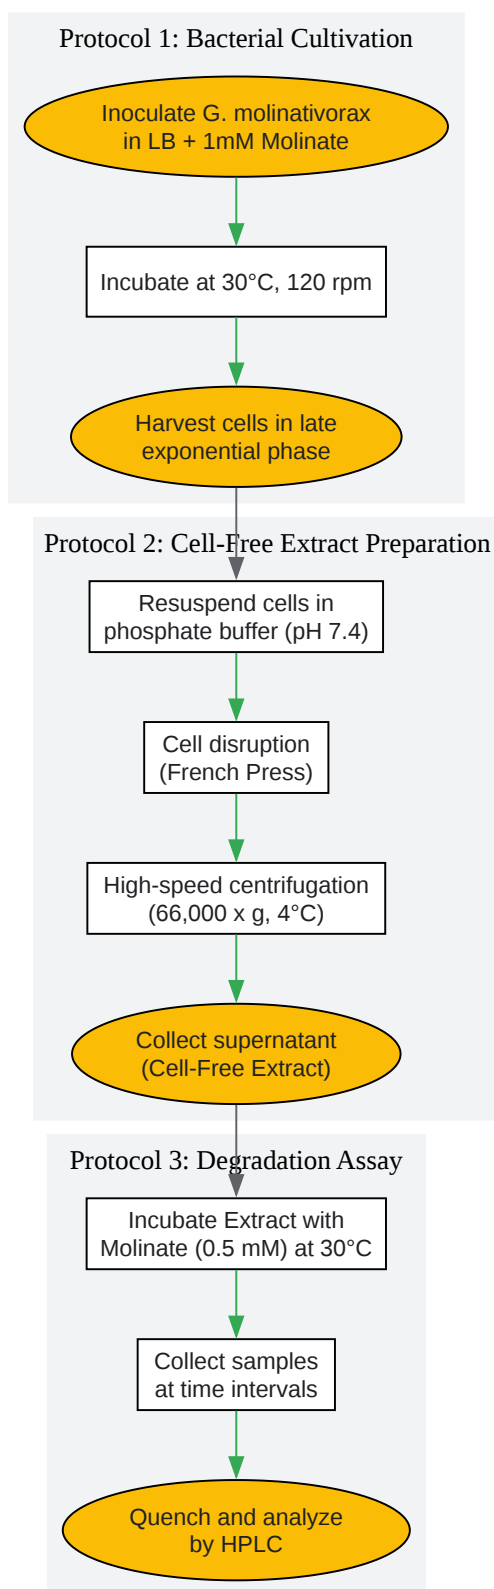 Protocol 1: Bacterial Cultivation
Inoculate G. molinativorax
in LB + 1mM Molinate
Incubate at 30°C, 120 rpm
Harvest cells in late
exponential phase
Protocol 2: Cell-Free Extract Preparation
Resuspend cells in
phosphate buffer (pH 7.4)
Cell disruption
(French Press)
High-speed centrifugation
(66,000 x g, 4°C)
Collect supernatant
(Cell-Free Extract)
Protocol 3: Degradation Assay
Incubate Extract with
Molinate (0.5 mM) at 30°C
Collect samples
at time intervals
Quench and analyze
by HPLC